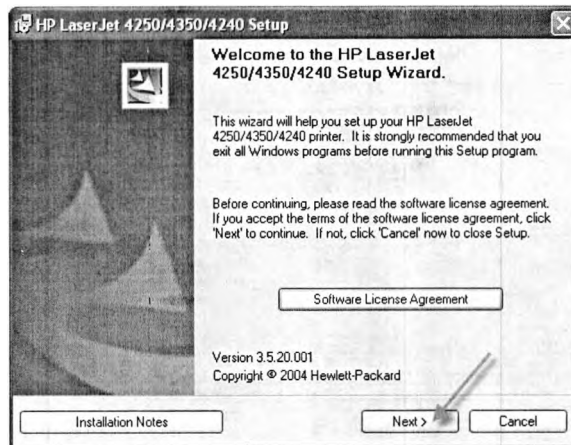 HP LaserJet 4250/4350/4240 Setup
Welcome to the HP LaserJet
4250/4350/4240 Setup Wizard.
This wizard will help you set up your HP LaserJet
4250/4350/4240 printer. It is strongly recommended that you
exit all Windows programs before running this Setup program.
Before continuing, please read the software license agreement.
If you accept the terms of the software license agreement, click
'Next' to continue. If not, click 'Cancel' now to close Setup.
Software License Agreement
Version 3.5.20.001
Copyright © 2004 Hewlett-Packard
Installation Notes
Next >
Cancel